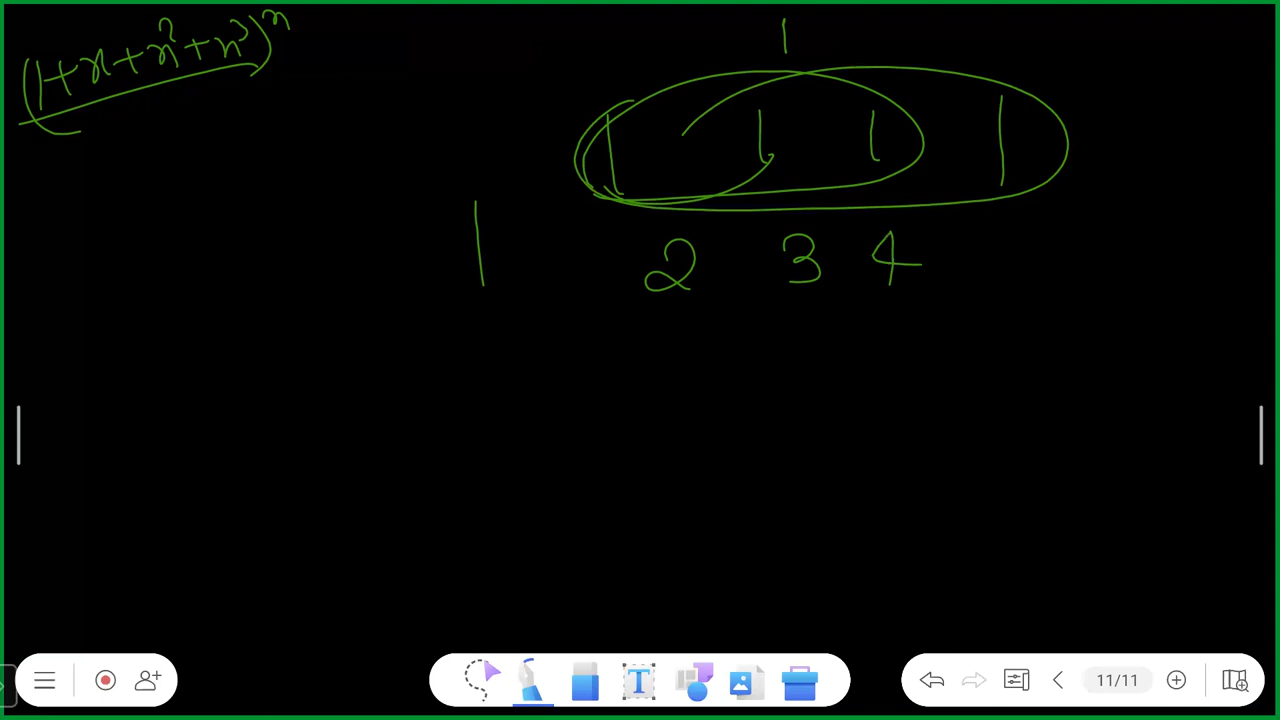 (1+x+x²+x³)ⁿ
1
1 1 1 1
1 2 3 4
11/11